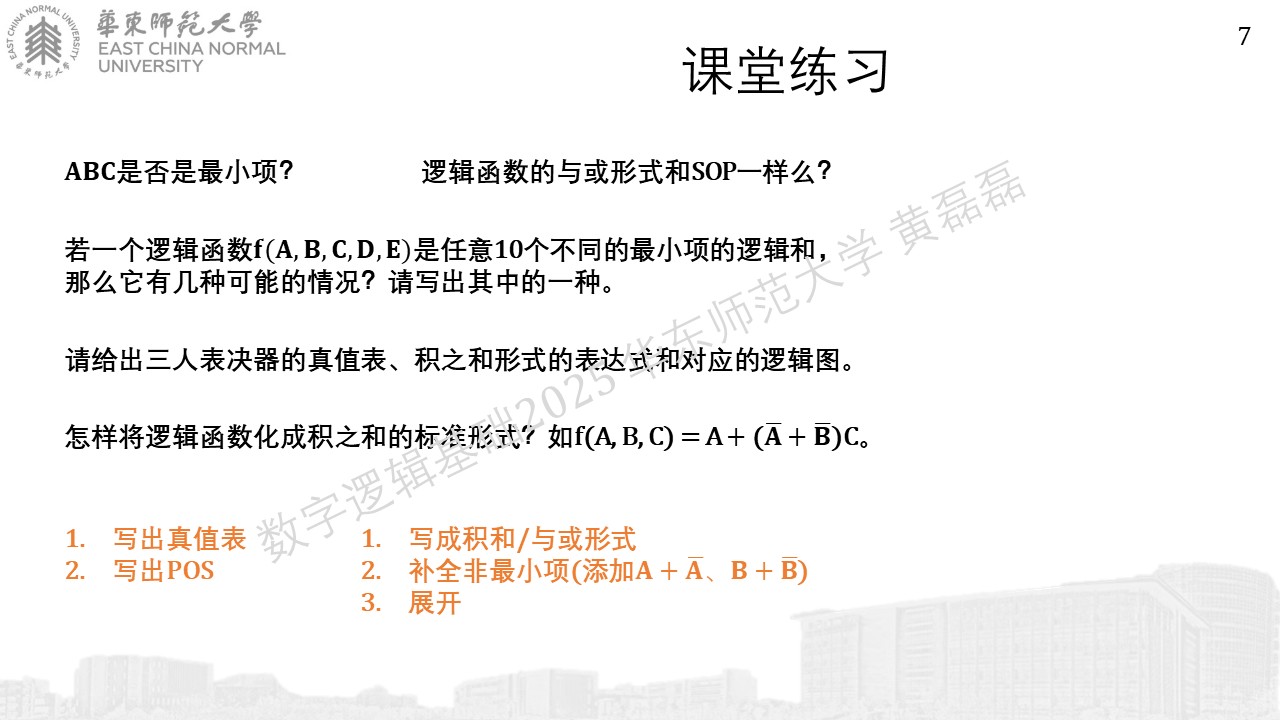 華東師范大學
EAST CHINA NORMAL
UNIVERSITY
7
课堂练习
ABC是否是最小项？
逻辑函数的与或形式和SOP一样么？
若一个逻辑函数f(A, B, C, D, E)是任意10个不同的最小项的逻辑和，
那么它有几种可能的情况？请写出其中的一种。
请给出三人表决器的真值表、积之和形式的表达式和对应的逻辑图。
怎样将逻辑函数化成积之和的标准形式？如f(A, B, C) = A + (A̅ + B̅)C。
1. 写出真值表
2. 写出POS
1. 写成积和/与或形式
2. 补全非最小项(添加A + A̅、B + B̅)
3. 展开
数字逻辑基础2025 华东师范大学 黄磊磊
EAST CHINA NORMAL UNIVERSITY
華東師范大學